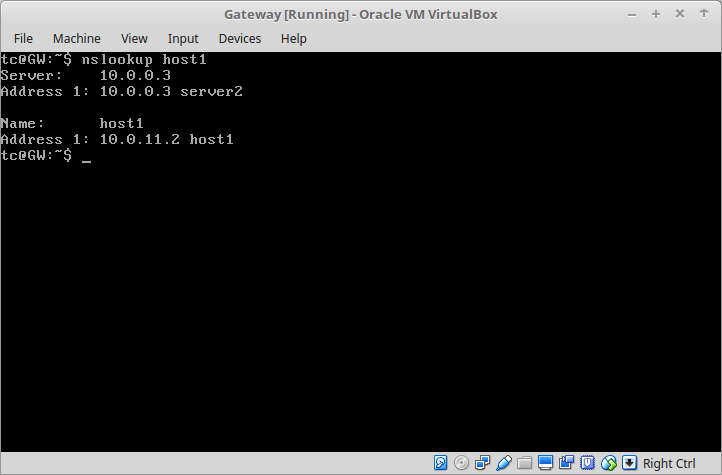 Gateway [Running] - Oracle VM VirtualBox
File Machine View Input Devices Help
tc@GW:~$ nslookup host1
Server:    10.0.0.3
Address 1: 10.0.0.3 server2

Name:      host1
Address 1: 10.0.11.2 host1
tc@GW:~$ _
Right Ctrl